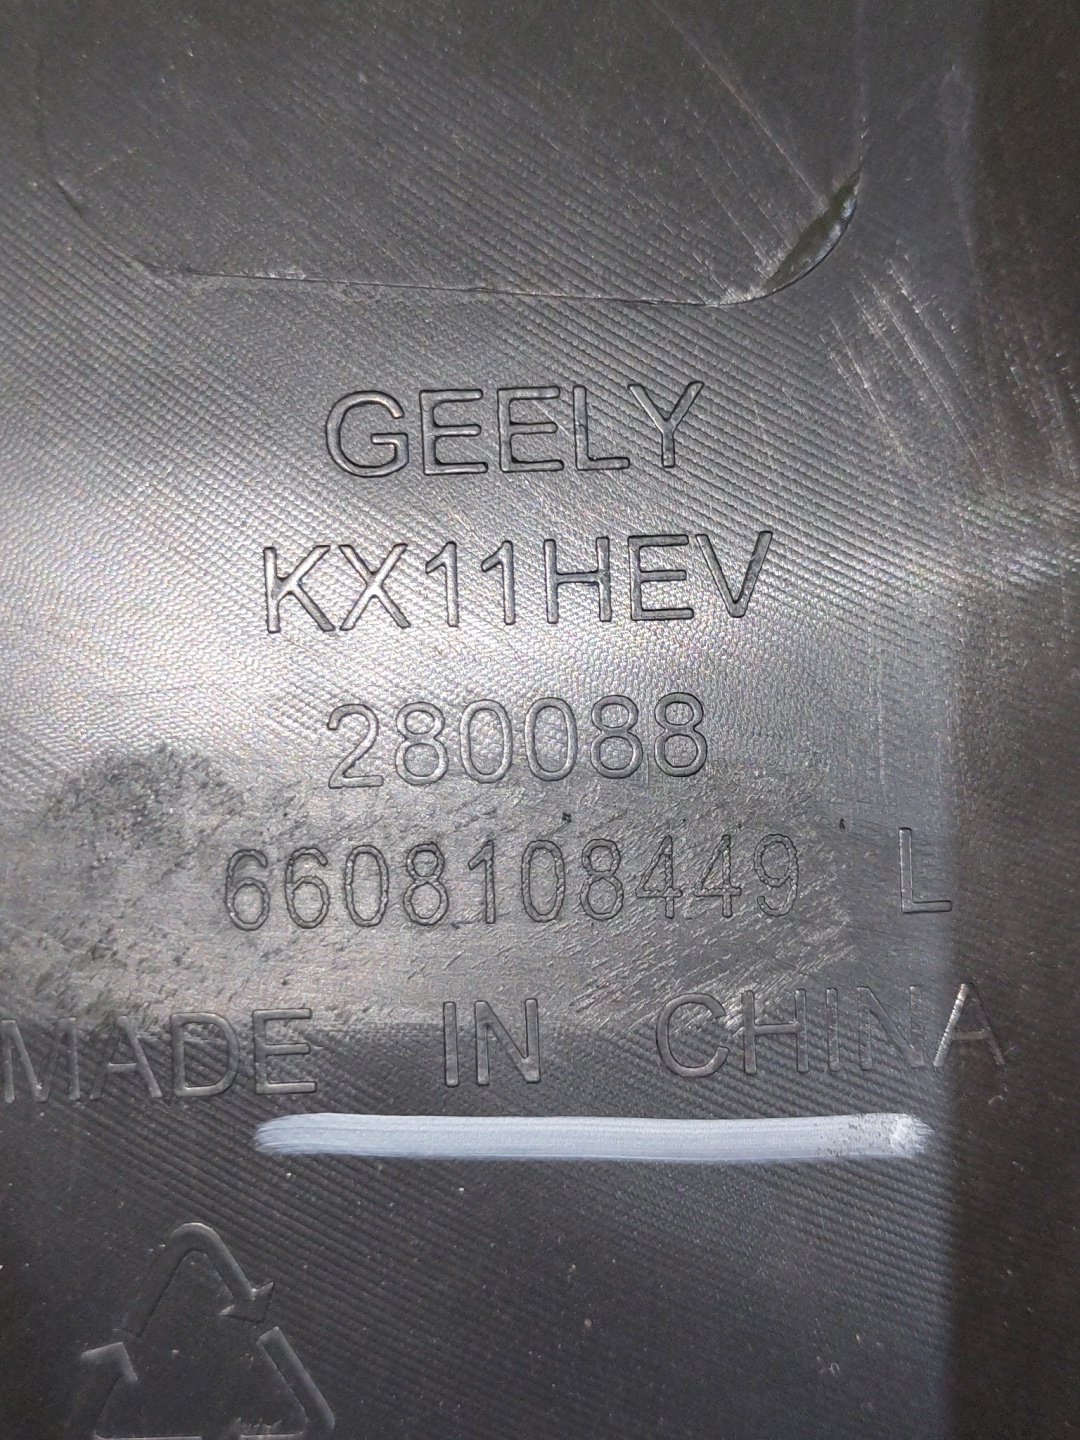 GEELY
KX11HEV
280088
6608108449 L
MADE IN CHINA